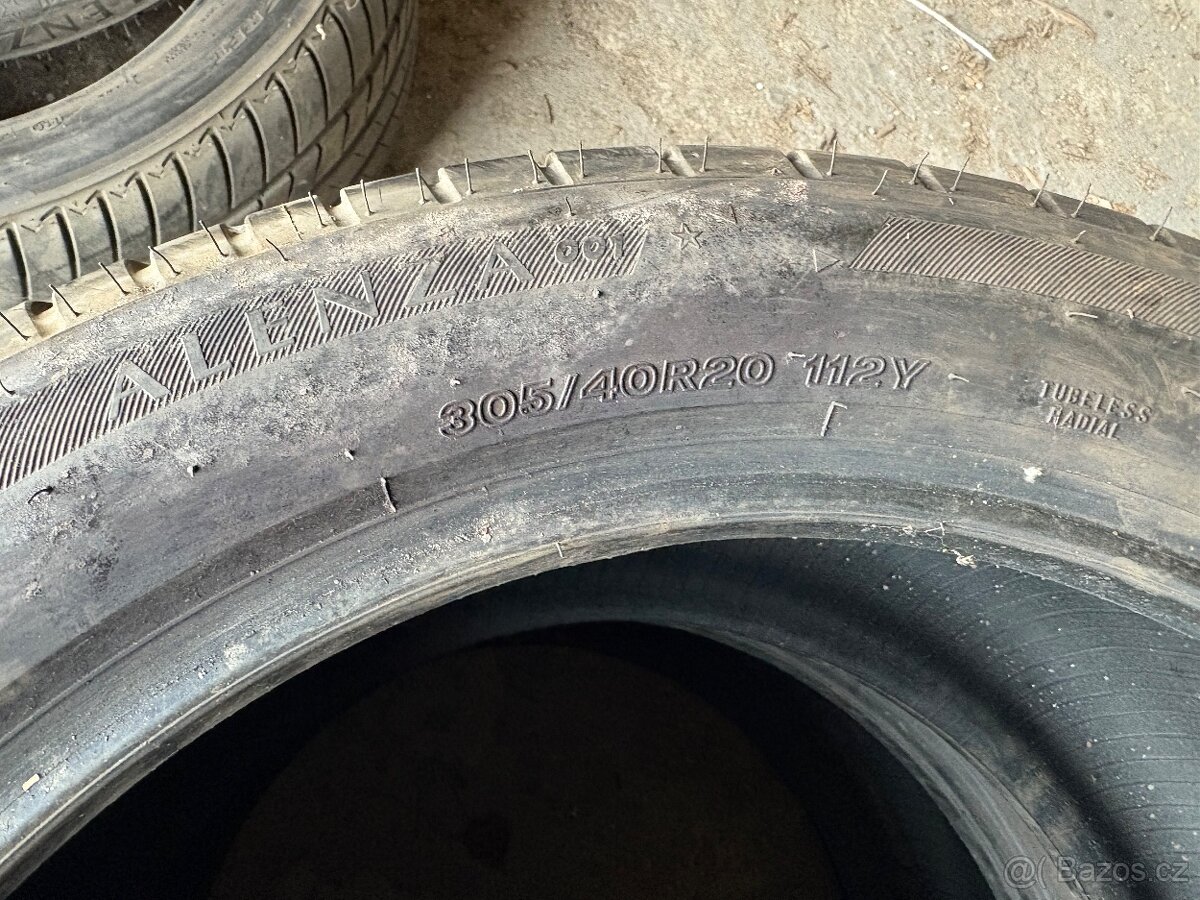 ALENZA 001
305/40R20 112Y
TUBELESS
RADIAL
Bazos.cz